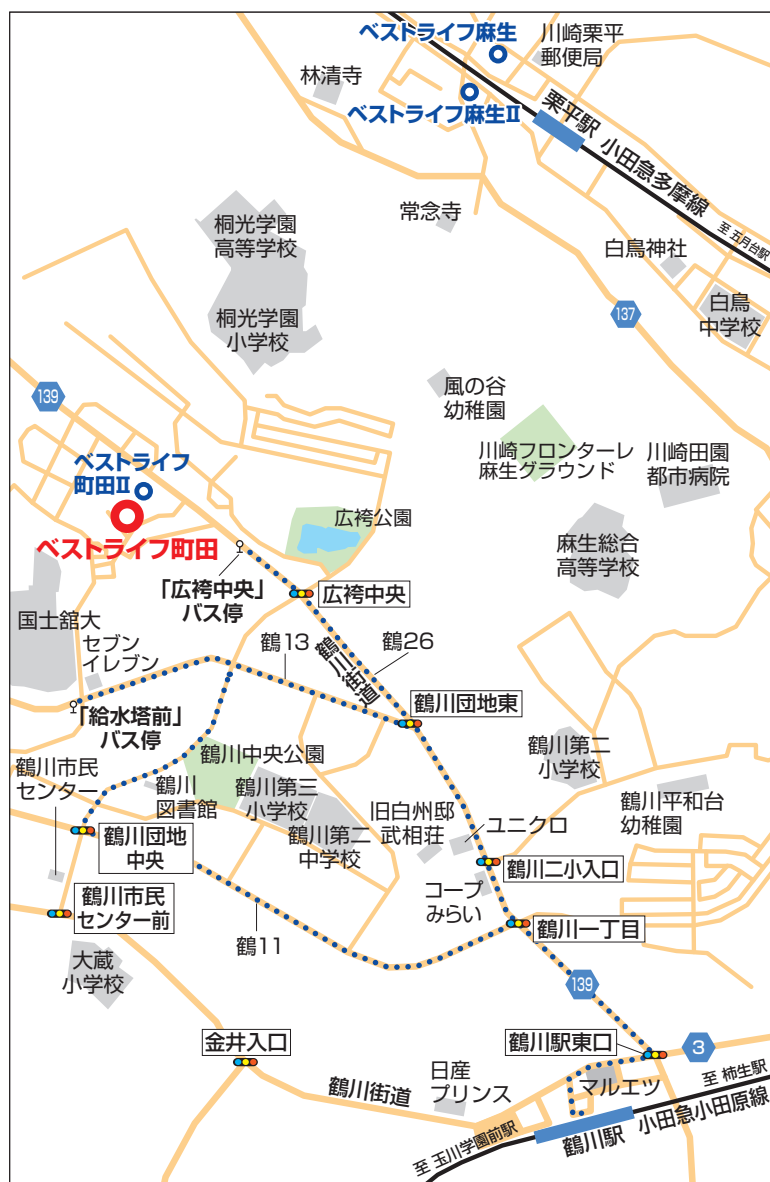 ベストライフ麻生
川崎栗平
郵便局
林清寺
ベストライフ麻生Ⅱ
栗平駅
小田急多摩線
至 五月台駅
常念寺
桐光学園
高等学校
白鳥神社
白鳥
中学校
137
桐光学園
小学校
139
風の谷
幼稚園
川崎フロンターレ
麻生グラウンド
川崎田園
都市病院
ベストライフ
町田Ⅱ
ベストライフ町田
広袴公園
麻生総合
高等学校
「広袴中央」
バス停
広袴中央
国士舘大
セブン
イレブン
鶴13
鶴川街道
鶴26
鶴川団地東
「給水塔前」
バス停
鶴川市民
センター
鶴川中央公園
鶴川
図書館
鶴川第三
小学校
鶴川第二
中学校
旧白州邸
武相荘
ユニクロ
鶴川第二
小学校
鶴川平和台
幼稚園
鶴川団地
中央
鶴川二小入口
コープ
みらい
鶴川市民
センター前
鶴11
鶴川一丁目
大蔵
小学校
139
金井入口
鶴川駅東口
3
日産
プリンス
マルエツ
至 柿生駅
鶴川街道
小田急小田原線
鶴川駅
至 玉川学園前駅